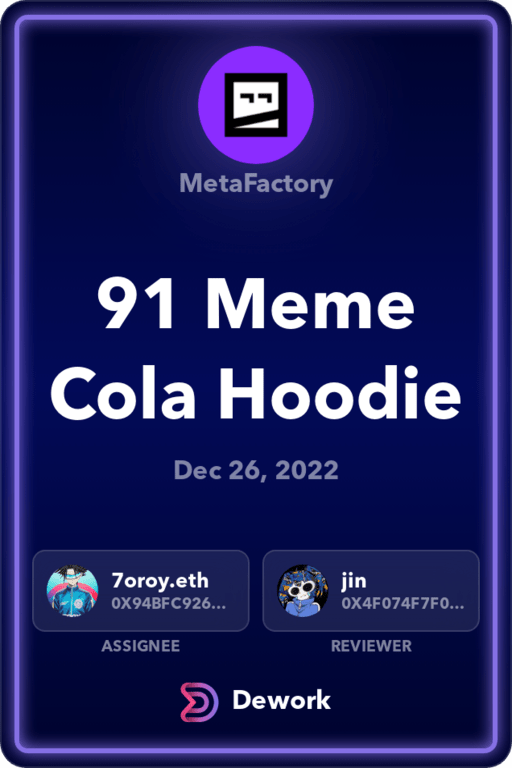 MetaFactory
91 Meme
Cola Hoodie
Dec 26, 2022
7oroy.eth
0X94BFC926...
ASSIGNEE
jin
0X4F074F7F0...
REVIEWER
Dework